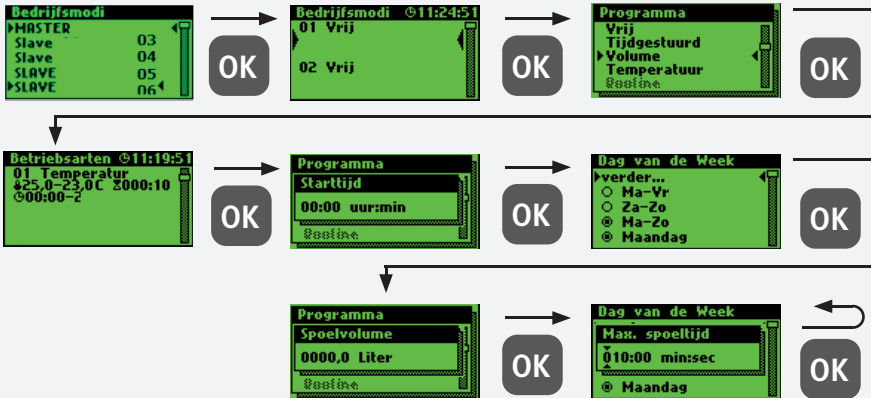 Bedrijfsmodi
MASTER
Slave 03
Slave 04
SLAVE 05
SLAVE 06
OK
Bedrijfsmodi 11:24:51
01 Vrij
02 Vrij
OK
Programma
Vrij
Tijdgestuurd
Volume
Temperatuur
Routine
OK
Betriebsarten 11:19:51
01 Temperatur
25,0-23,0C 000:10
00:00-2
OK
Programma
Starttijd
00:00 uur:min
Routine
OK
Dag van de Week
verder...
Ma-Vr
Za-Zo
Ma-Zo
Maandag
OK
Programma
Spoelvolume
0000,0 Liter
Routine
OK
Dag van de Week
Max. spoeltijd
010:00 min:sec
Maandag
OK